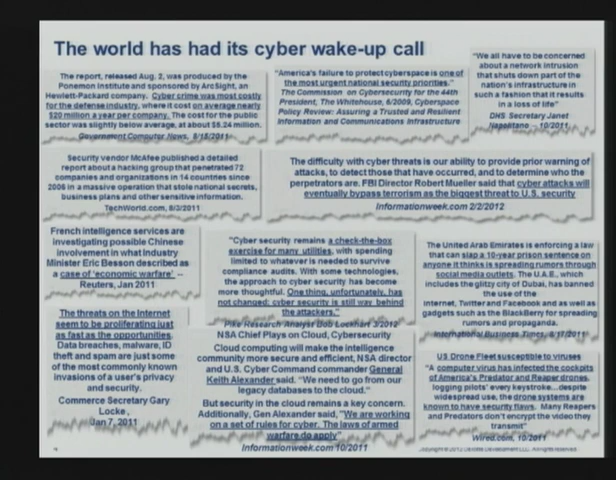 The world has had its cyber wake-up call
The report, released Aug. 2, was produced by the
Ponemon Institute and sponsored by ArcSight, an
Hewlett-Packard company. Cyber crime was most costly
for the defense industry, where it cost on average nearly
$20 million a year per company. The cost for the public
sector was slightly below average, at about $5.24 million.
Government Computer News, 8/15/2011
"America's failure to protect cyberspace is one of
the most urgent national security priorities."
The Commission on Cybersecurity for the 44th
President, The Whitehouse, 6/2009, Cyberspace
Policy Review: Assuring a Trusted and Resilient
Information and Communications Infrastructure
"We all have to be concerned
about a network intrusion
that shuts down part of the
nation's infrastructure in
such a fashion that it results
in a loss of life"
DHS Secretary Janet
Napolitano – 10/2011
Security vendor McAfee published a detailed
report about a hacking group that penetrated 72
companies and organizations in 14 countries since
2006 in a massive operation that stole national secrets,
business plans and other sensitive information.
TechWorld.com, 8/3/2011
The difficulty with cyber threats is our ability to provide prior warning of
attacks, to detect those that have occurred, and to determine who the
perpetrators are. FBI Director Robert Mueller said that cyber attacks will
eventually bypass terrorism as the biggest threat to U.S. security
Informationweek.com 2/2/2012
French intelligence services are
investigating possible Chinese
involvement in what Industry
Minister Eric Besson described as
a case of 'economic warfare' –
Reuters, Jan 2011
"Cyber security remains a check-the-box
exercise for many utilities, with spending
limited to whatever is needed to survive
compliance audits. With some technologies,
the approach to cyber security has become
more thoughtful. One thing, unfortunately, has
not changed: cyber security is still way behind
the attackers."
Pike Research Analyst Bob Lockhart 3/2012
The United Arab Emirates is enforcing a law
that can slap a 10-year prison sentence on
anyone it thinks is spreading rumors through
social media outlets. The U.A.E., which
includes the glitzy city of Dubai, has banned
the use of the
internet, Twitter and Facebook and as well as
gadgets such as the BlackBerry for spreading
rumors and propaganda.
International Business Times, 8/17/2011
The threats on the Internet
seem to be proliferating just
as fast as the opportunities.
Data breaches, malware, ID
theft and spam are just some
of the most commonly known
invasions of a user's privacy
and security.
Commerce Secretary Gary
Locke,
Jan 7, 2011
NSA Chief Plays on Cloud, Cybersecurity
Cloud computing will make the intelligence
community more secure and efficient, NSA director
and U.S. Cyber Command commander General
Keith Alexander said. "We need to go from our
legacy databases to the cloud."
But security in the cloud remains a key concern.
Additionally, Gen Alexander said, "We are working
on a set of rules for cyber. The laws of armed
warfare do apply"
Informationweek.com 10/2011
US Drone Fleet susceptible to viruses
"A computer virus has infected the cockpits
of America's Predator and Reaper drones,
logging pilots' every keystroke....despite
widespread use, the drone systems are
known to have security flaws. Many Reapers
and Predators don't encrypt the video they
transmit"
Wired.com, 10/2011